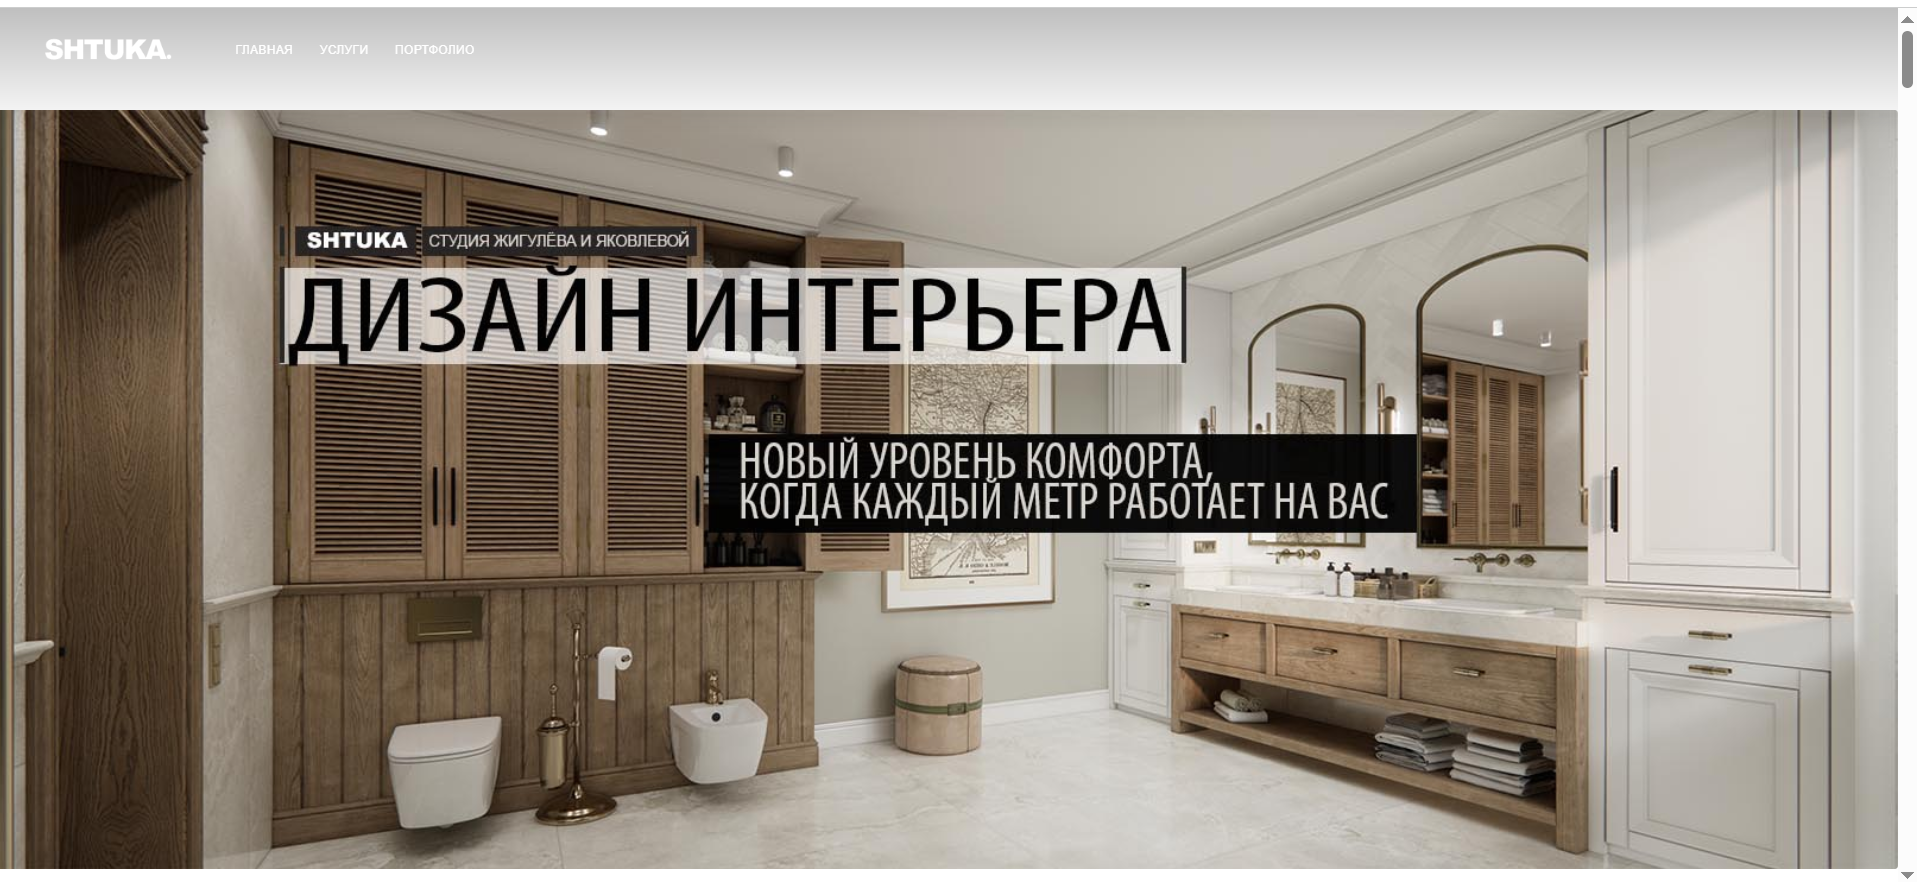 SHTUKA.
ГЛАВНАЯ УСЛУГИ ПОРТФОЛИО
SHTUKA СТУДИЯ ЖИГУЛЁВА И ЯКОВЛЕВОЙ
ДИЗАЙН ИНТЕРЬЕРА
НОВЫЙ УРОВЕНЬ КОМФОРТА,
КОГДА КАЖДЫЙ МЕТР РАБОТАЕТ НА ВАС